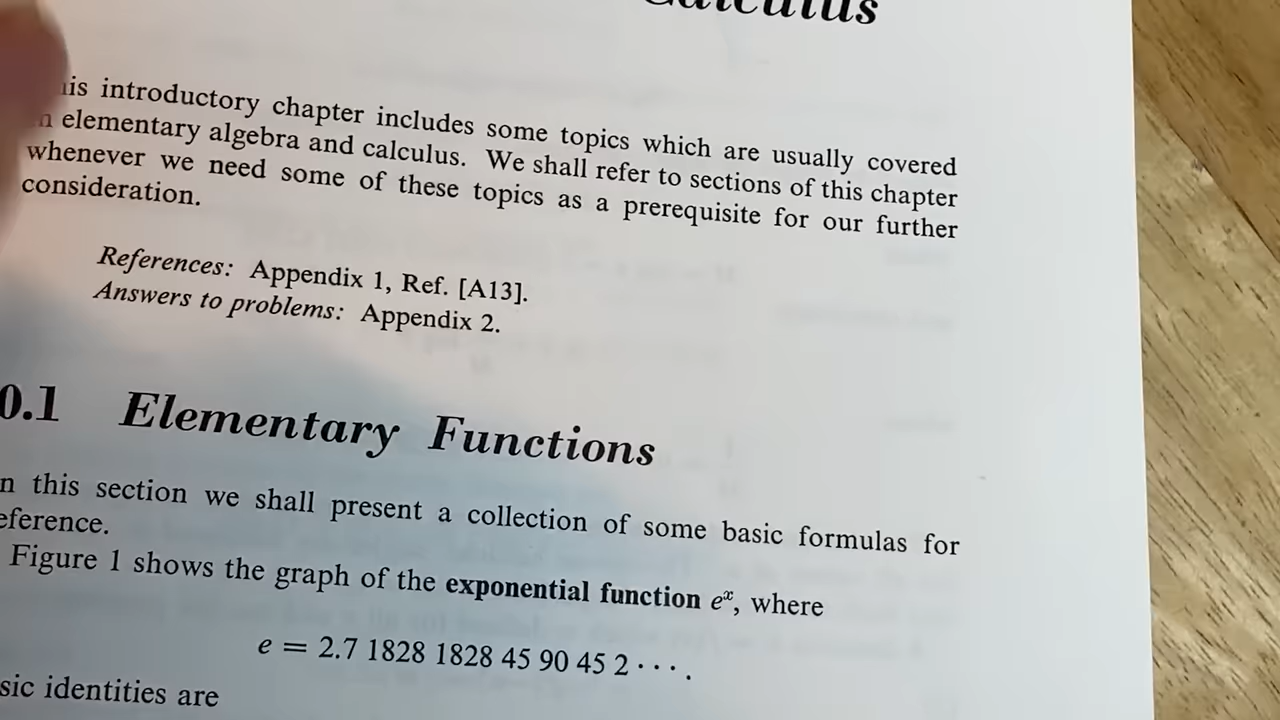 Calculus
is introductory chapter includes some topics which are usually covered
n elementary algebra and calculus. We shall refer to sections of this chapter
whenever we need some of these topics as a prerequisite for our further
consideration.
References: Appendix 1, Ref. [A13].
Answers to problems: Appendix 2.
0.1 Elementary Functions
n this section we shall present a collection of some basic formulas for
eference.
Figure 1 shows the graph of the exponential function eˣ, where
e = 2.7 1828 1828 45 90 45 2 · · · .
sic identities are